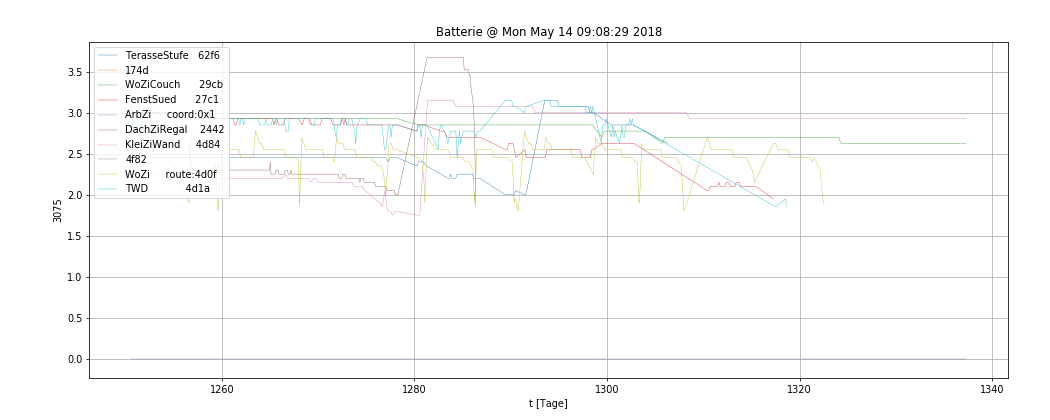 Batterie @ Mon May 14 09:08:29 2018
TerasseStufe 62f6
174d
WoZiCouch 29cb
FenstSued 27c1
ArbZi coord:0x1
DachZiRegal 2442
KleiZiWand 4d84
4f82
WoZi route:4d0f
TWD 4d1a
3.5
3.0
2.5
2.0
1.5
1.0
0.5
0.0
3075
1260
1280
1300
1320
1340
t [Tage]